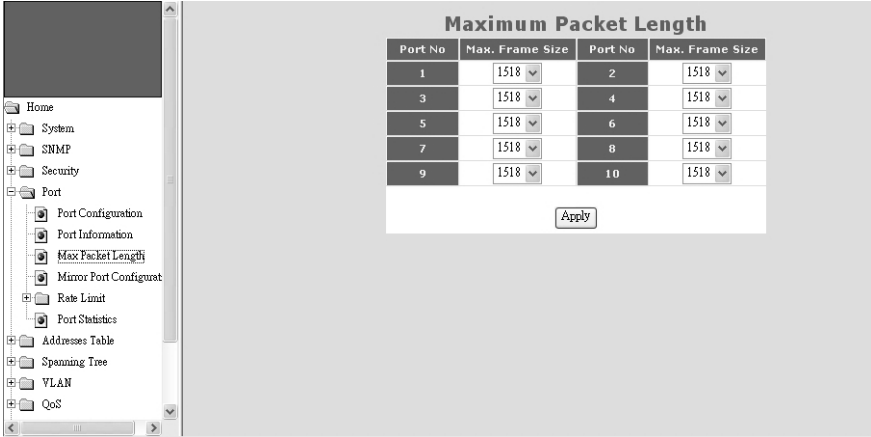 Home
System
SNMP
Security
Port
Port Configuration
Port Information
Max Packet Length
Mirror Port Configurat
Rate Limit
Port Statistics
Addresses Table
Spanning Tree
VLAN
QoS
Maximum Packet Length
Port No Max. Frame Size Port No Max. Frame Size
1 1518 2 1518
3 1518 4 1518
5 1518 6 1518
7 1518 8 1518
9 1518 10 1518
Apply